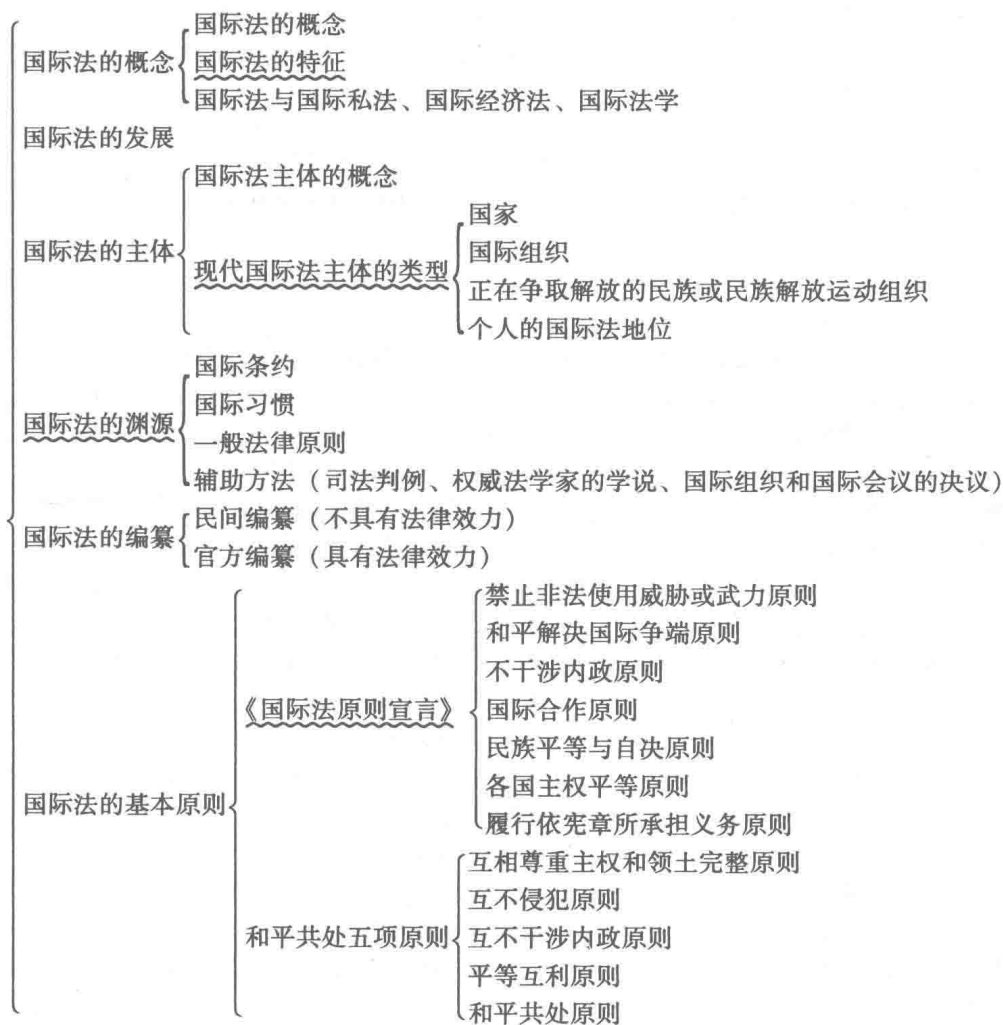 国际法的概念
国际法的概念
国际法的特征
国际法与国际私法、国际经济法、国际法学
国际法的发展
国际法的主体
国际法主体的概念
现代国际法主体的类型
国家
国际组织
正在争取解放的民族或民族解放运动组织
个人的国际法地位
国际法的渊源
国际条约
国际习惯
一般法律原则
辅助方法（司法判例、权威法学家的学说、国际组织和国际会议的决议）
国际法的编纂
民间编纂（不具有法律效力）
官方编纂（具有法律效力）
国际法的基本原则
《国际法原则宣言》
禁止非法使用威胁或武力原则
和平解决国际争端原则
不干涉内政原则
国际合作原则
民族平等与自决原则
各国主权平等原则
履行依宪章所承担义务原则
和平共处五项原则
互相尊重主权和领土完整原则
互不侵犯原则
互不干涉内政原则
平等互利原则
和平共处原则